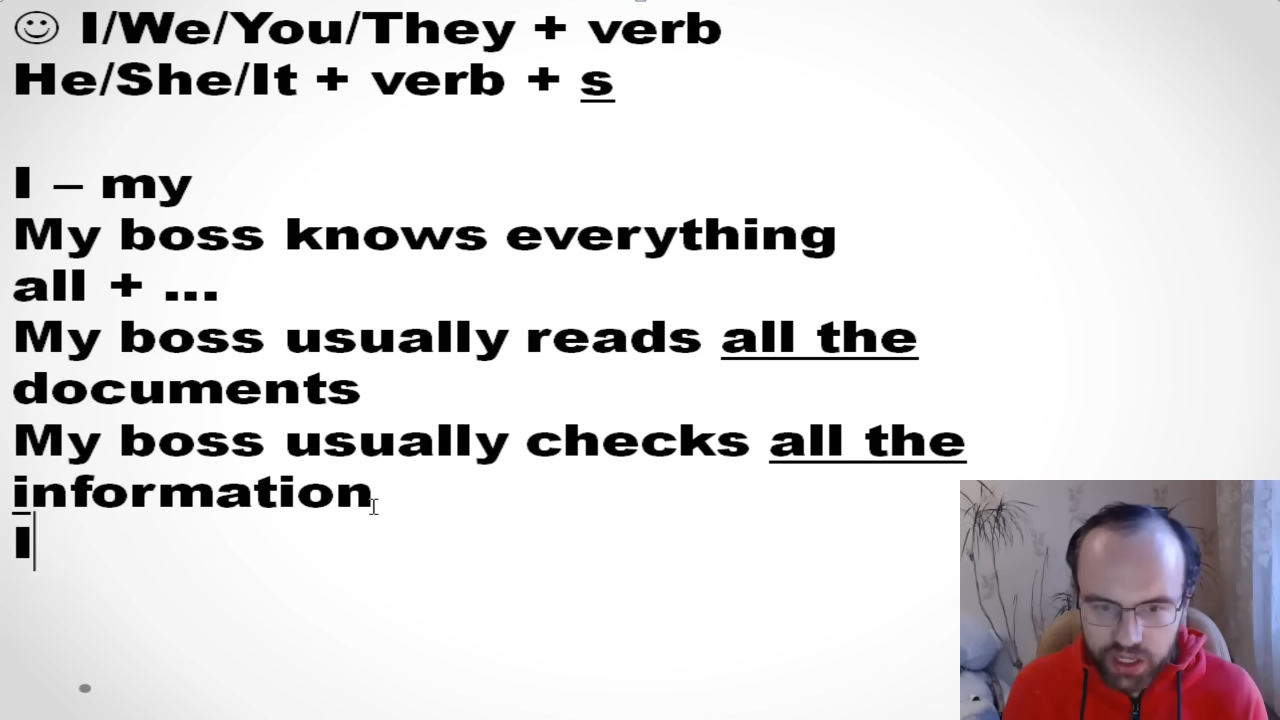 ☺ I/We/You/They + verb
He/She/It + verb + s
I – my
My boss knows everything
all + ...
My boss usually reads all the
documents
My boss usually checks all the
information
I